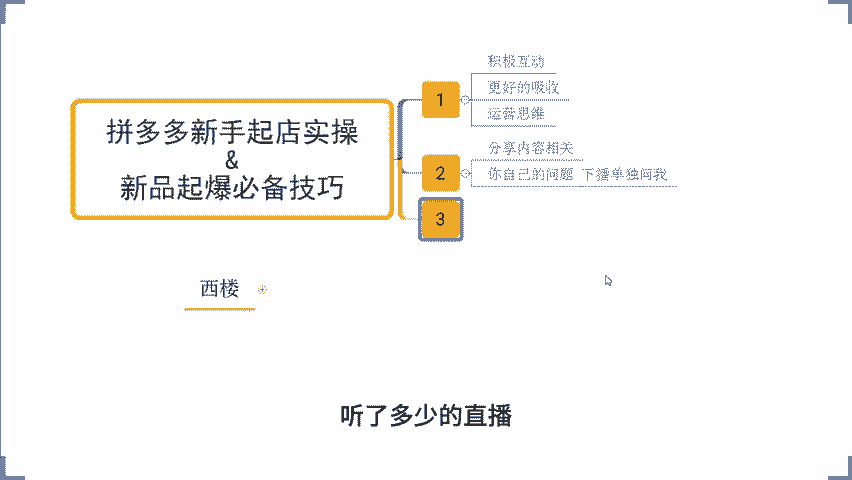 拼多多新手起店实操
&
新品起爆必备技巧
1
积极互动
更好的吸收
运营思维
2
分享内容相关
你自己的问题 下播单独问我
3
西楼
听了多少的直播